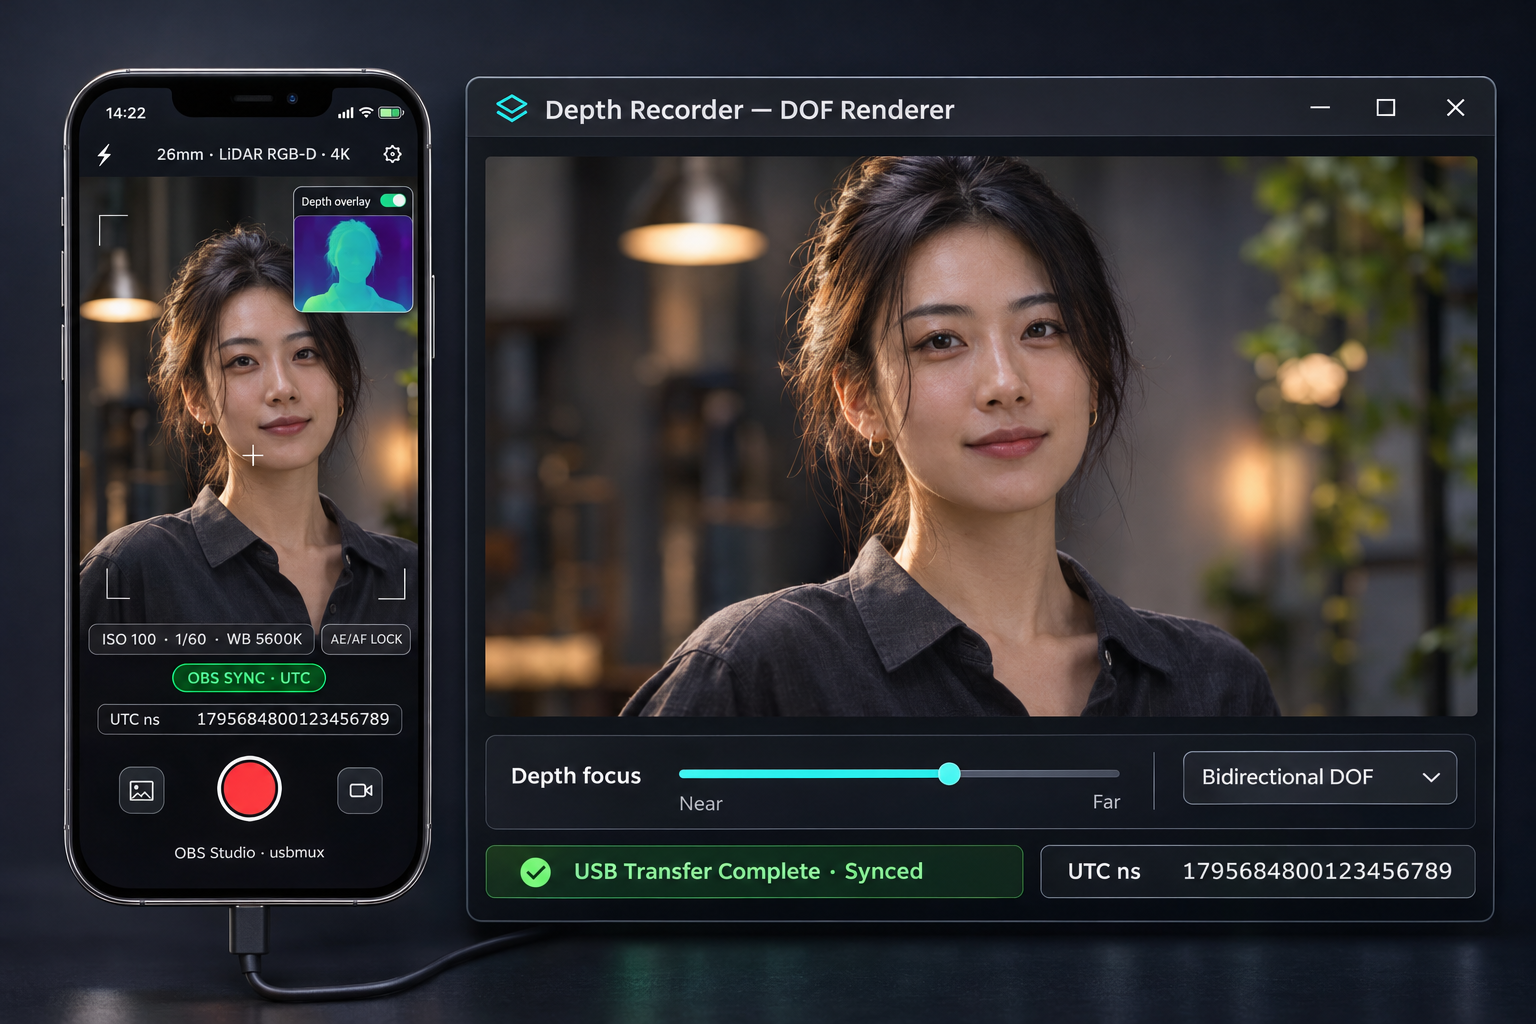 14:22
26mm · LiDAR RGB-D · 4K
Depth overlay
ISO 100 · 1/60 · WB 5600K
AE/AF LOCK
OBS SYNC · UTC
UTC ns 1795684800123456789
OBS Studio · usbmux
Depth Recorder — DOF Renderer
Depth focus
Near
Far
Bidirectional DOF
USB Transfer Complete · Synced
UTC ns 1795684800123456789